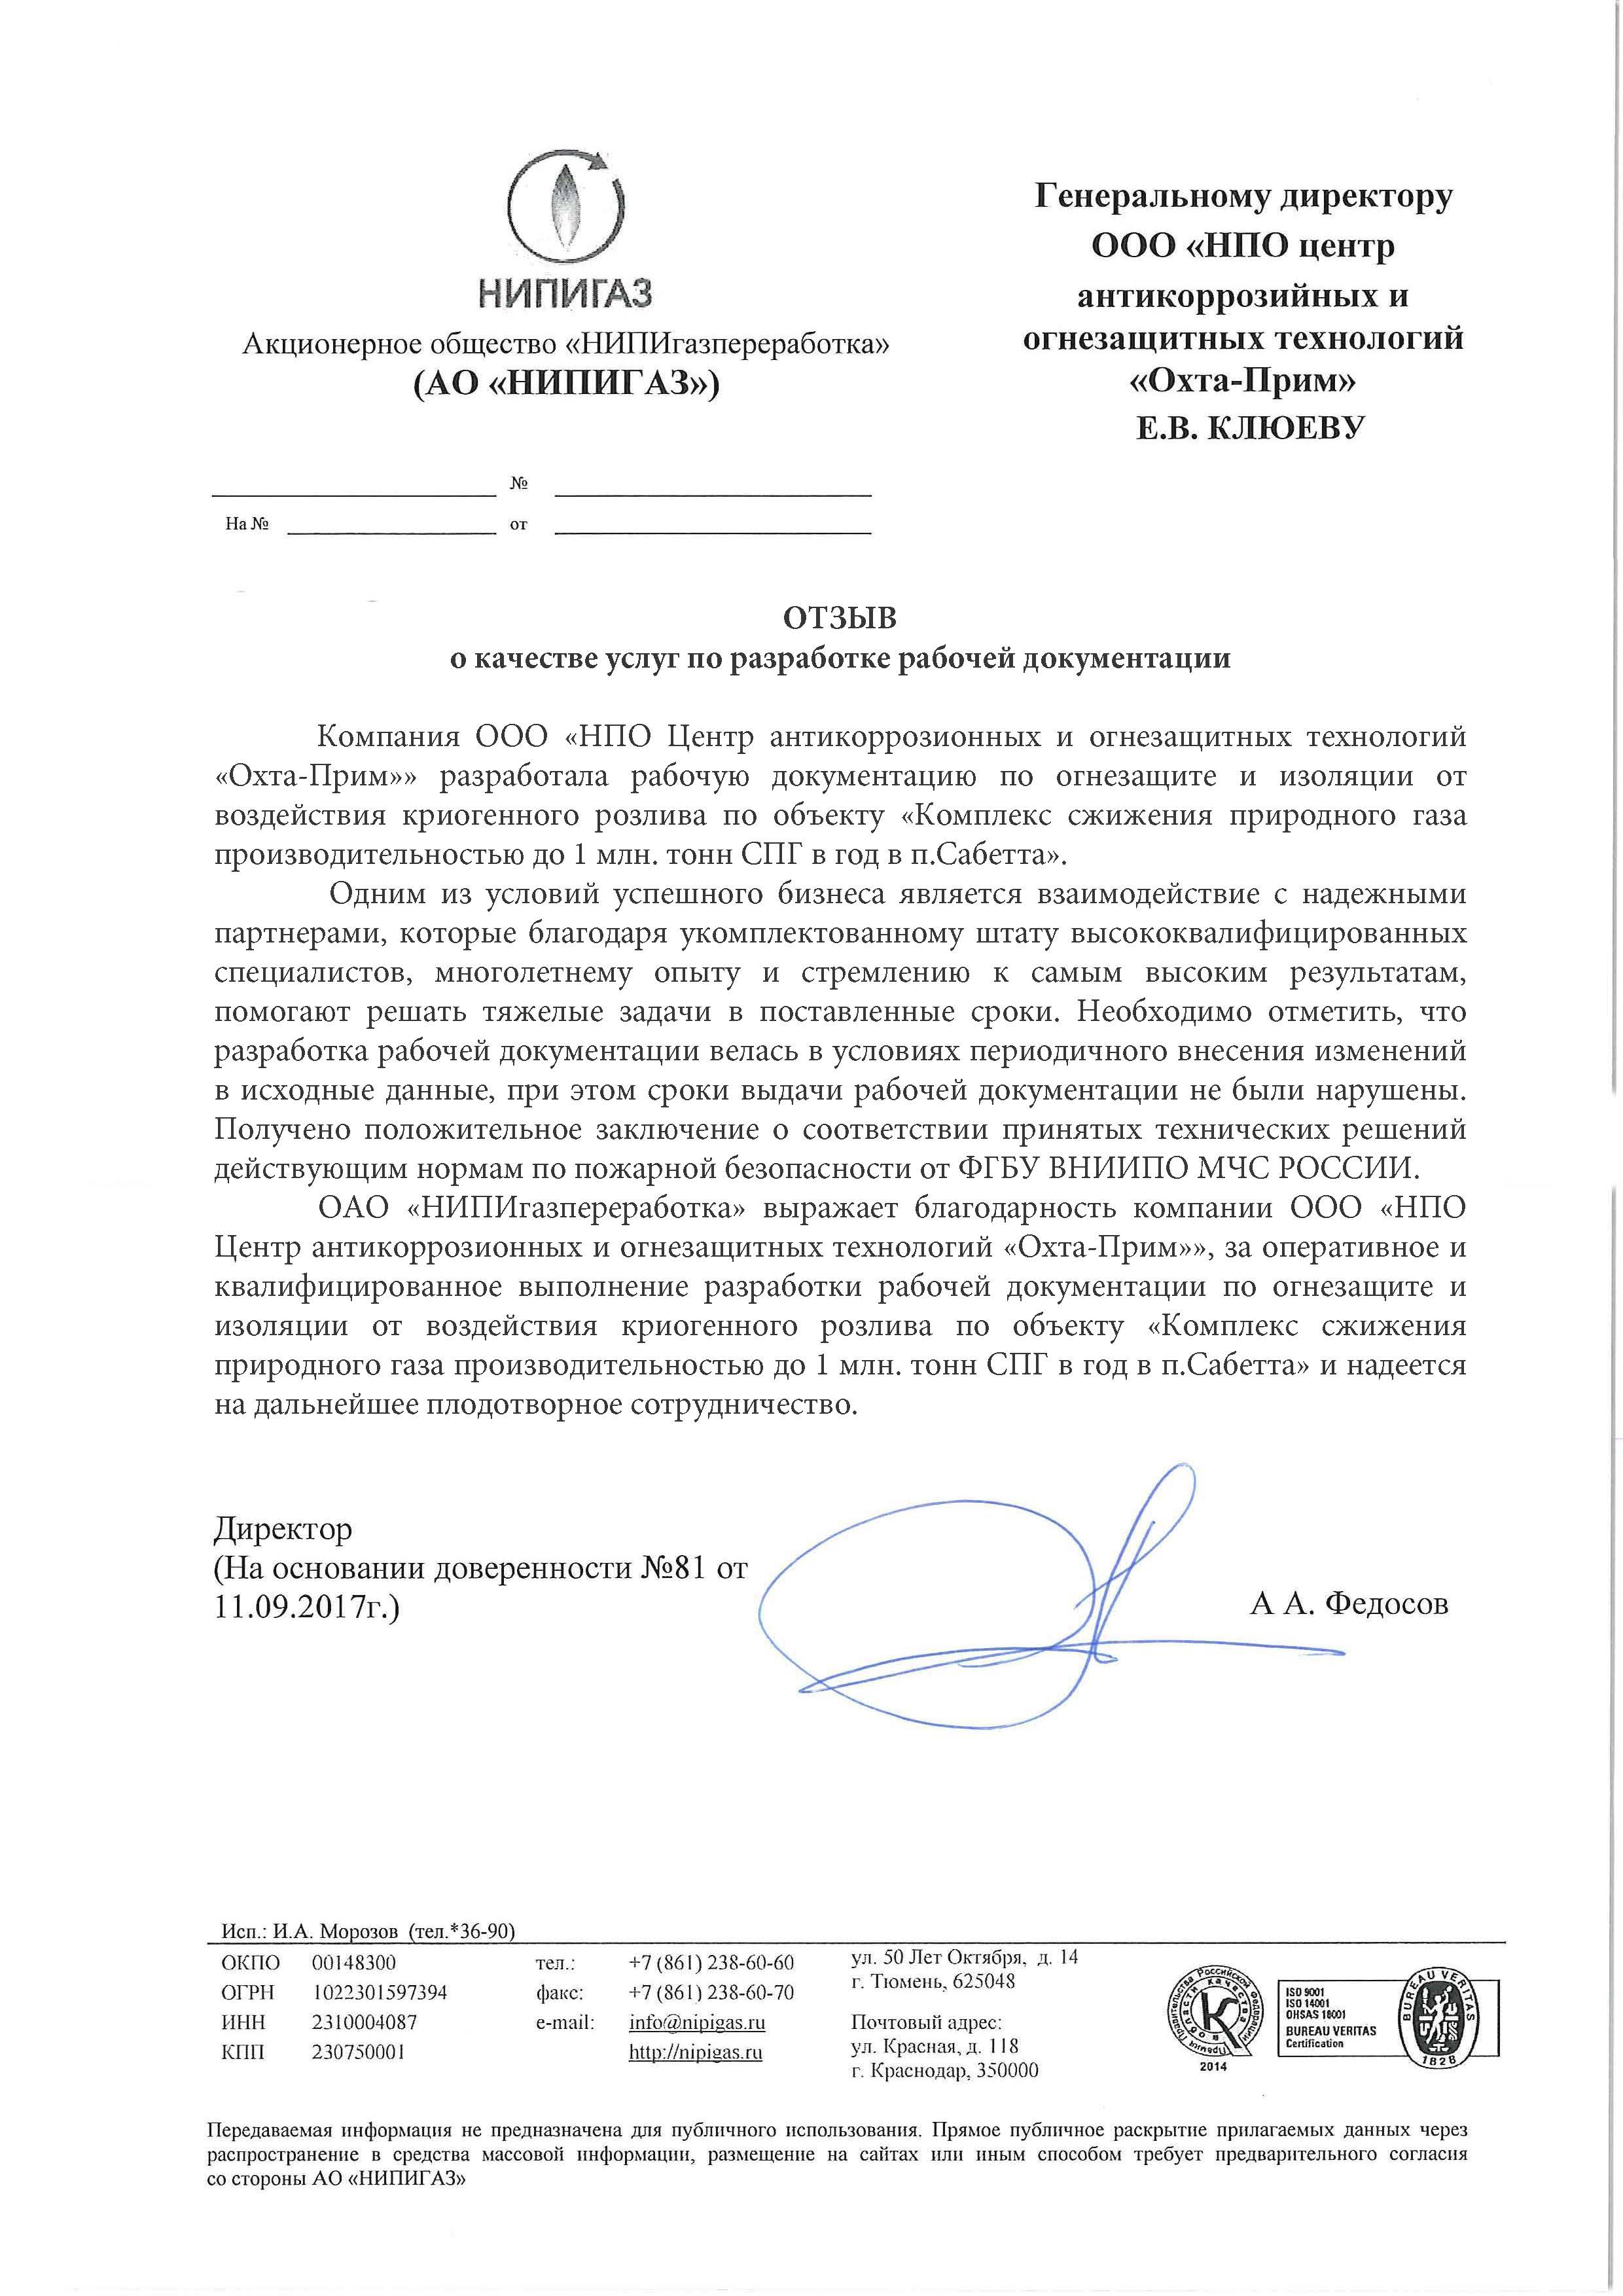 НИПИГАЗ
Акционерное общество «НИПИгазпереработка»
(АО «НИПИГАЗ»)
Генеральному директору
ООО «НПО центр
антикоррозийных и
огнезащитных технологий
«Охта-Прим»
Е.В. КЛЮЕВУ
№
На № от
ОТЗЫВ
о качестве услуг по разработке рабочей документации
Компания ООО «НПО Центр антикоррозионных и огнезащитных технологий
«Охта-Прим»» разработала рабочую документацию по огнезащите и изоляции от
воздействия криогенного розлива по объекту «Комплекс сжижения природного газа
производительностью до 1 млн. тонн СПГ в год в п.Сабетта».
Одним из условий успешного бизнеса является взаимодействие с надежными
партнерами, которые благодаря укомплектованному штату высококвалифицированных
специалистов, многолетнему опыту и стремлению к самым высоким результатам,
помогают решать тяжелые задачи в поставленные сроки. Необходимо отметить, что
разработка рабочей документации велась в условиях периодичного внесения изменений
в исходные данные, при этом сроки выдачи рабочей документации не были нарушены.
Получено положительное заключение о соответствии принятых технических решений
действующим нормам по пожарной безопасности от ФГБУ ВНИИПО МЧС РОССИИ.
ОАО «НИПИгазпереработка» выражает благодарность компании ООО «НПО
Центр антикоррозионных и огнезащитных технологий «Охта-Прим»», за оперативное и
квалифицированное выполнение разработки рабочей документации по огнезащите и
изоляции от воздействия криогенного розлива по объекту «Комплекс сжижения
природного газа производительностью до 1 млн. тонн СПГ в год в п.Сабетта» и надеется
на дальнейшее плодотворное сотрудничество.
Директор
(На основании доверенности №81 от
11.09.2017г.)
А А. Федосов
Исп.: И.А. Морозов (тел.*36-90)
ОКПО 00148300
ОГРН 1022301597394
ИНН 2310004087
КПП 230750001
тел.: +7 (861) 238-60-60
факс: +7 (861) 238-60-70
e-mail: info@nipigas.ru
http://nipigas.ru
ул. 50 Лет Октября, д. 14
г. Тюмень, 625048
Почтовый адрес:
ул. Красная, д. 118
г. Краснодар, 350000
Премия Правительства Российской Федерации
в области качества
2014
ISO 9001
ISO 14001
OHSAS 18001
BUREAU VERITAS
Certification
BUREAU VERITAS
1828
Передаваемая информация не предназначена для публичного использования. Прямое публичное раскрытие прилагаемых данных через
распространение в средства массовой информации, размещение на сайтах или иным способом требует предварительного согласия
со стороны АО «НИПИГАЗ»